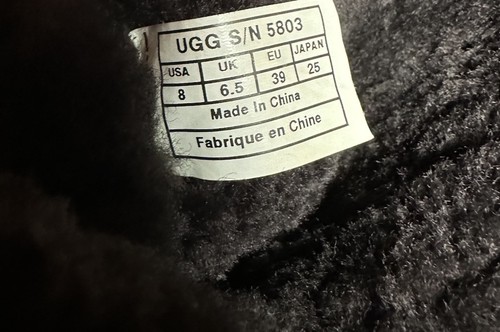 UGG S/N 5803
USA UK EU JAPAN
8 6.5 39 25
Made In China
Fabrique en Chine